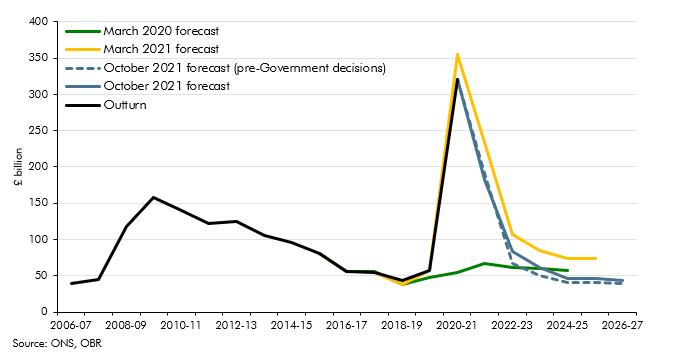 March 2020 forecast
March 2021 forecast
October 2021 forecast (pre-Government decisions)
October 2021 forecast
Outturn
£ billion
400
350
300
250
200
150
100
50
0
2006-07 2008-09 2010-11 2012-13 2014-15 2016-17 2018-19 2020-21 2022-23 2024-25 2026-27
Source: ONS, OBR